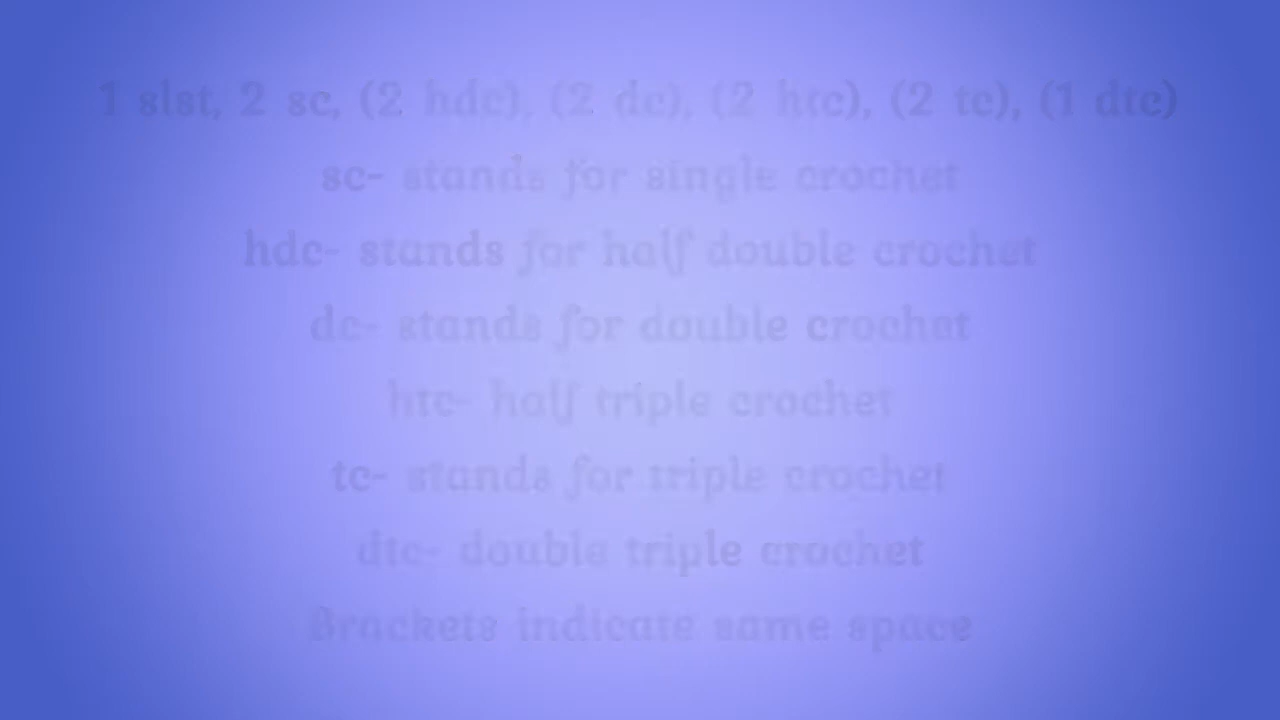 1 slst, 2 sc, (2 hdc), (2 dc), (2 htc), (2 tc), (1 dtc)
sc- stands for single crochet
hdc- stands for half double crochet
dc- stands for double crochet
htc- half triple crochet
tc- stands for triple crochet
dtc- double triple crochet
Brackets indicate same space